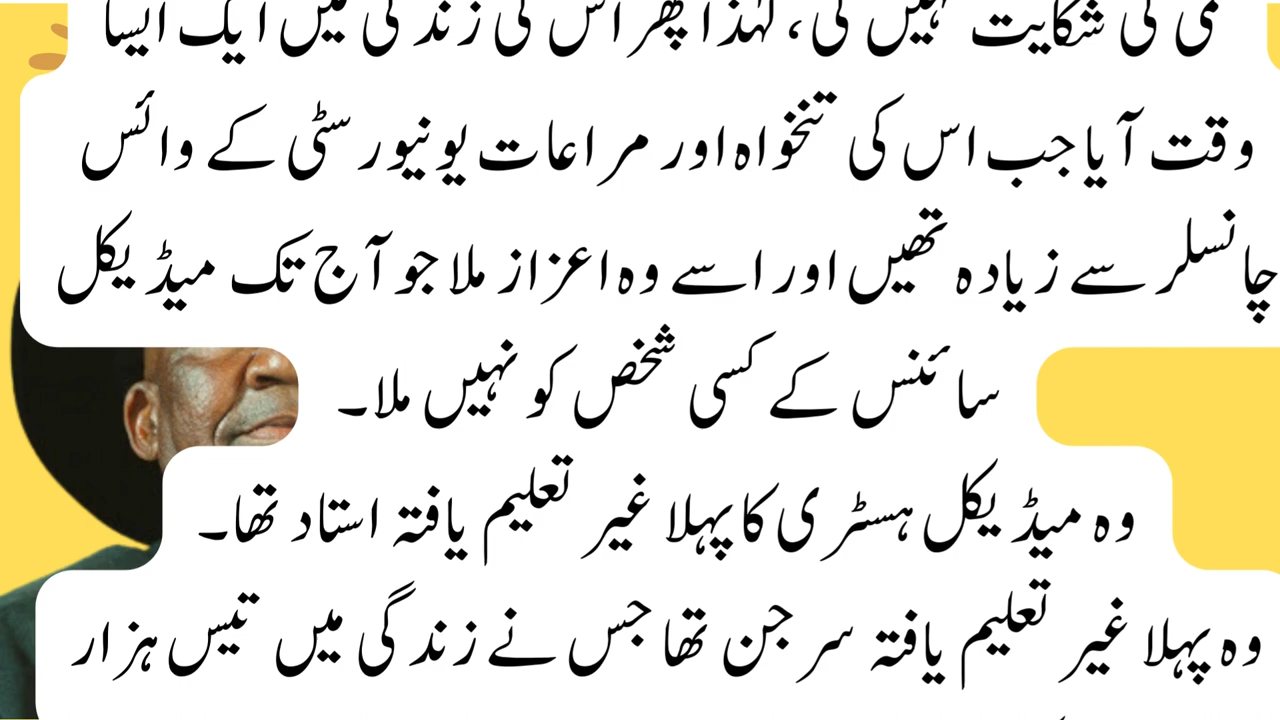 کمی کی شکایت نہیں کی، لہٰذا پھر اس کی زندگی میں ایک ایسا
وقت آیا جب اس کی تنخواہ اور مراعات یونیورسٹی کے وائس
چانسلر سے زیادہ تھیں اور اسے وہ اعزاز ملا جو آج تک میڈیکل
سائنس کے کسی شخص کو نہیں ملا۔
وہ میڈیکل ہسٹری کا پہلا غیر تعلیم یافتہ استاد تھا۔
وہ پہلا غیر تعلیم یافتہ سرجن تھا جس نے زندگی میں تیس ہزار